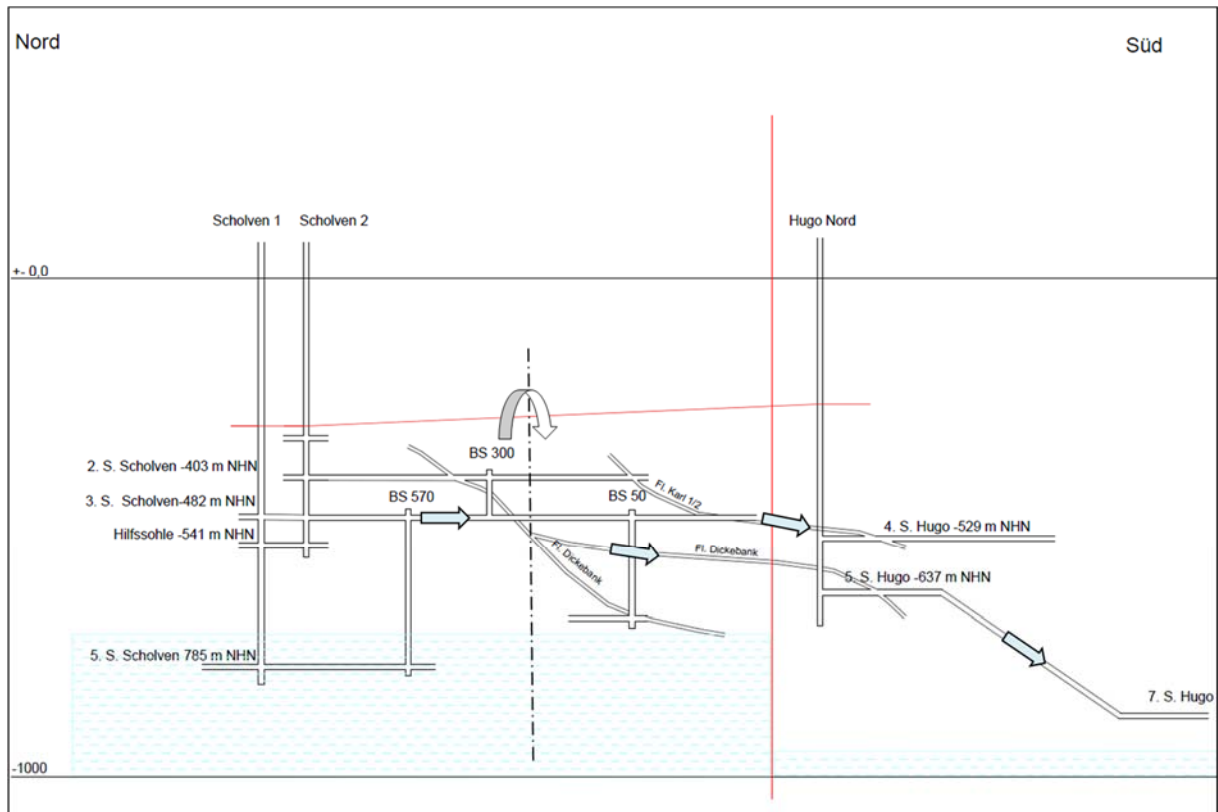 Nord
Süd
Scholven 1
Scholven 2
Hugo Nord
+- 0,0
BS 300
2. S. Scholven -403 m NHN
BS 570
BS 50
Fl. Karl 1/2
3. S. Scholven-482 m NHN
Hilfssohle -541 m NHN
4. S. Hugo -529 m NHN
Fl. Dickebank
Fl. Dickebank
5. S. Hugo -637 m NHN
5. S. Scholven 785 m NHN
7. S. Hugo
-1000